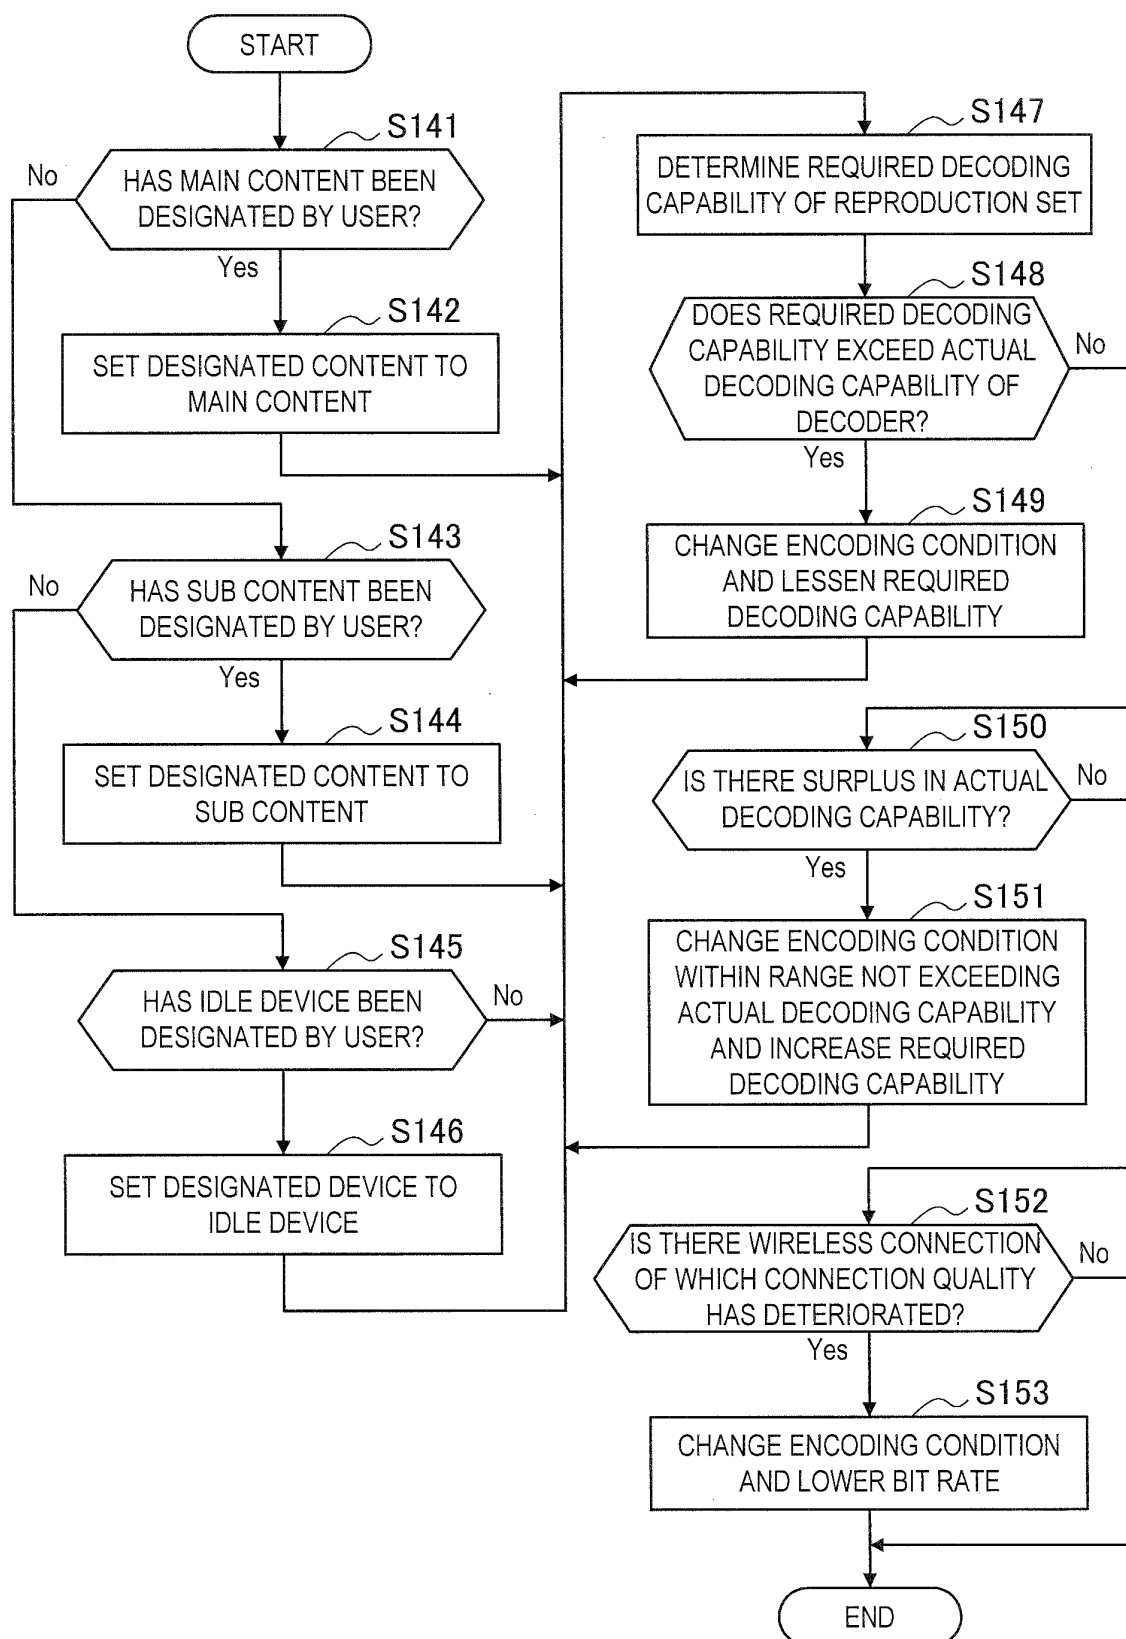 START
S141
No
HAS MAIN CONTENT BEEN
DESIGNATED BY USER?
Yes
S142
SET DESIGNATED CONTENT TO
MAIN CONTENT
S143
No
HAS SUB CONTENT BEEN
DESIGNATED BY USER?
Yes
S144
SET DESIGNATED CONTENT TO
SUB CONTENT
S145
HAS IDLE DEVICE BEEN
DESIGNATED BY USER?
No
S146
SET DESIGNATED DEVICE TO
IDLE DEVICE
S147
DETERMINE REQUIRED DECODING
CAPABILITY OF REPRODUCTION SET
S148
DOES REQUIRED DECODING
CAPABILITY EXCEED ACTUAL
DECODING CAPABILITY OF
DECODER?
No
Yes
S149
CHANGE ENCODING CONDITION
AND LESSEN REQUIRED
DECODING CAPABILITY
S150
IS THERE SURPLUS IN ACTUAL
DECODING CAPABILITY?
No
Yes
S151
CHANGE ENCODING CONDITION
WITHIN RANGE NOT EXCEEDING
ACTUAL DECODING CAPABILITY
AND INCREASE REQUIRED
DECODING CAPABILITY
S152
IS THERE WIRELESS CONNECTION
OF WHICH CONNECTION QUALITY
HAS DETERIORATED?
No
Yes
S153
CHANGE ENCODING CONDITION
AND LOWER BIT RATE
END